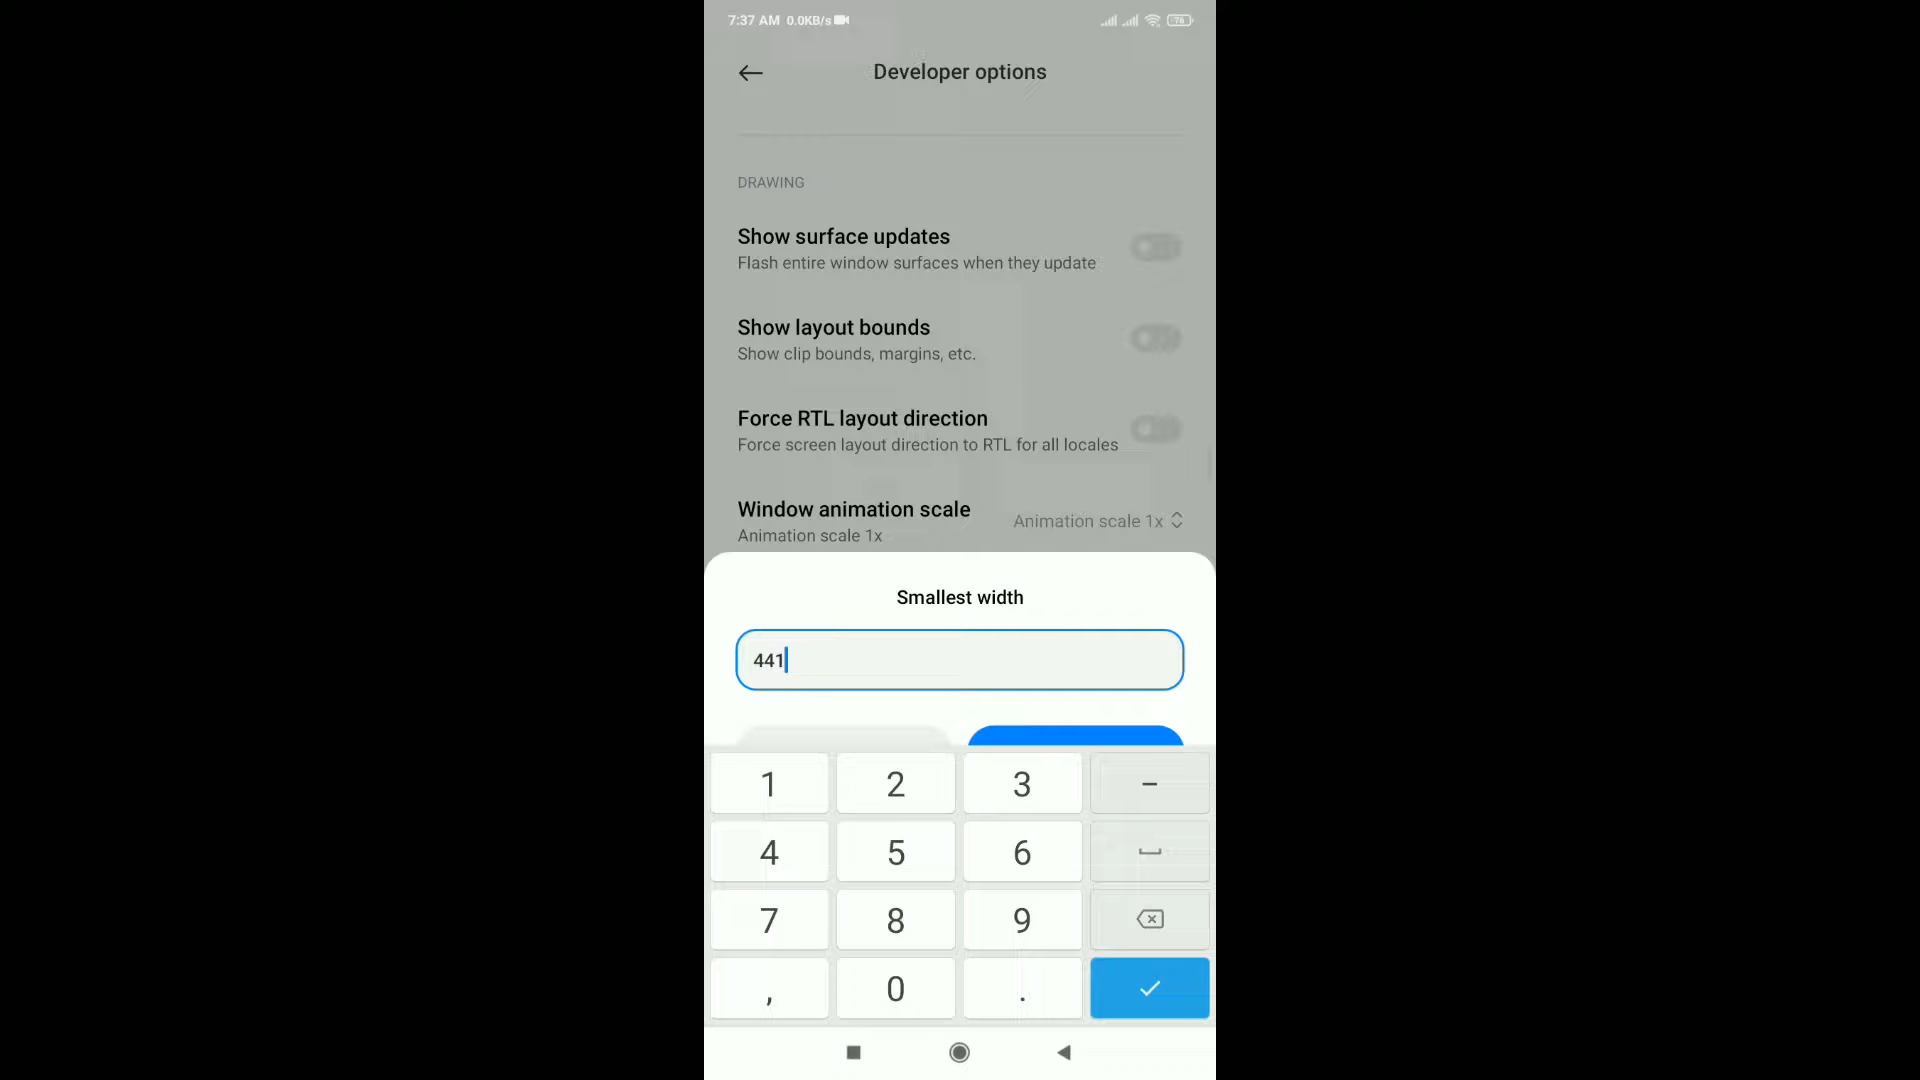 7:37 AM 0.0KB/s
76
Developer options
DRAWING
Show surface updates
Flash entire window surfaces when they update
Show layout bounds
Show clip bounds, margins, etc.
Force RTL layout direction
Force screen layout direction to RTL for all locales
Window animation scale
Animation scale 1x
Animation scale 1x
Smallest width
441
1 2 3 –
4 5 6
7 8 9
, 0 .